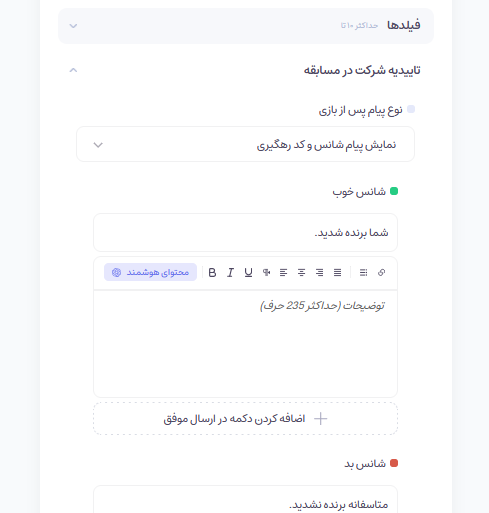 فیلدها حداکثر ۱۰ تا
تاییدیه شرکت در مسابقه
نوع پیام پس از بازی
نمایش پیام شانس و کد رهگیری
شانس خوب
شما برنده شدید.
محتوای هوشمند B I U
توضیحات (حداکثر 235 حرف)
اضافه کردن دکمه در ارسال موفق
شانس بد
متاسفانه برنده نشدید.